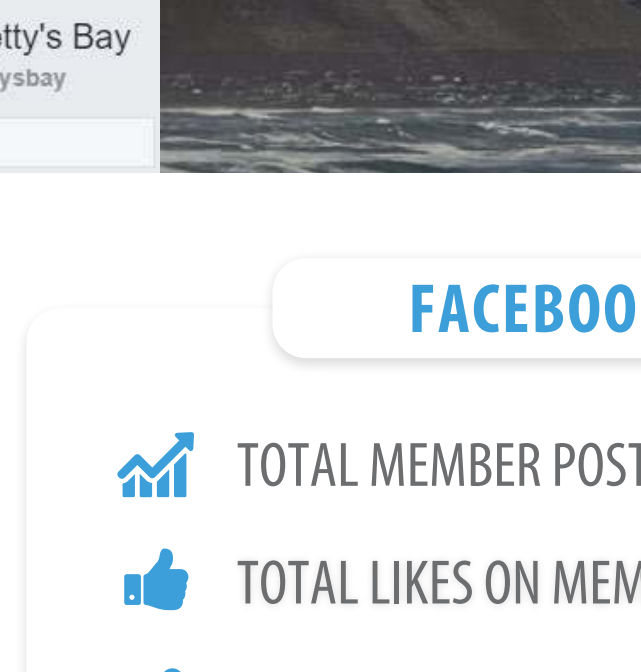 tty's Bay
ysbay
FACEBOO
TOTAL MEMBER POST
TOTAL LIKES ON MEM